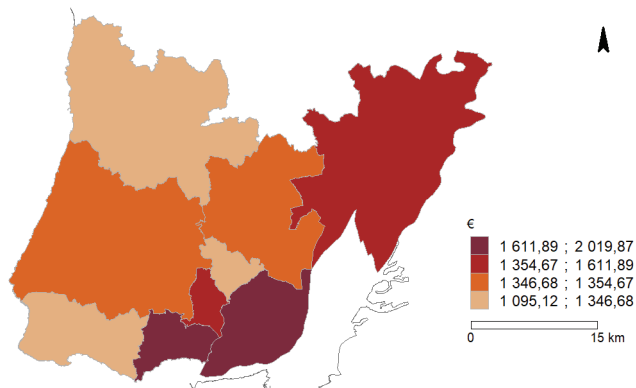 €
1 611,89 ; 2 019,87
1 354,67 ; 1 611,89
1 346,68 ; 1 354,67
1 095,12 ; 1 346,68
0 15 km